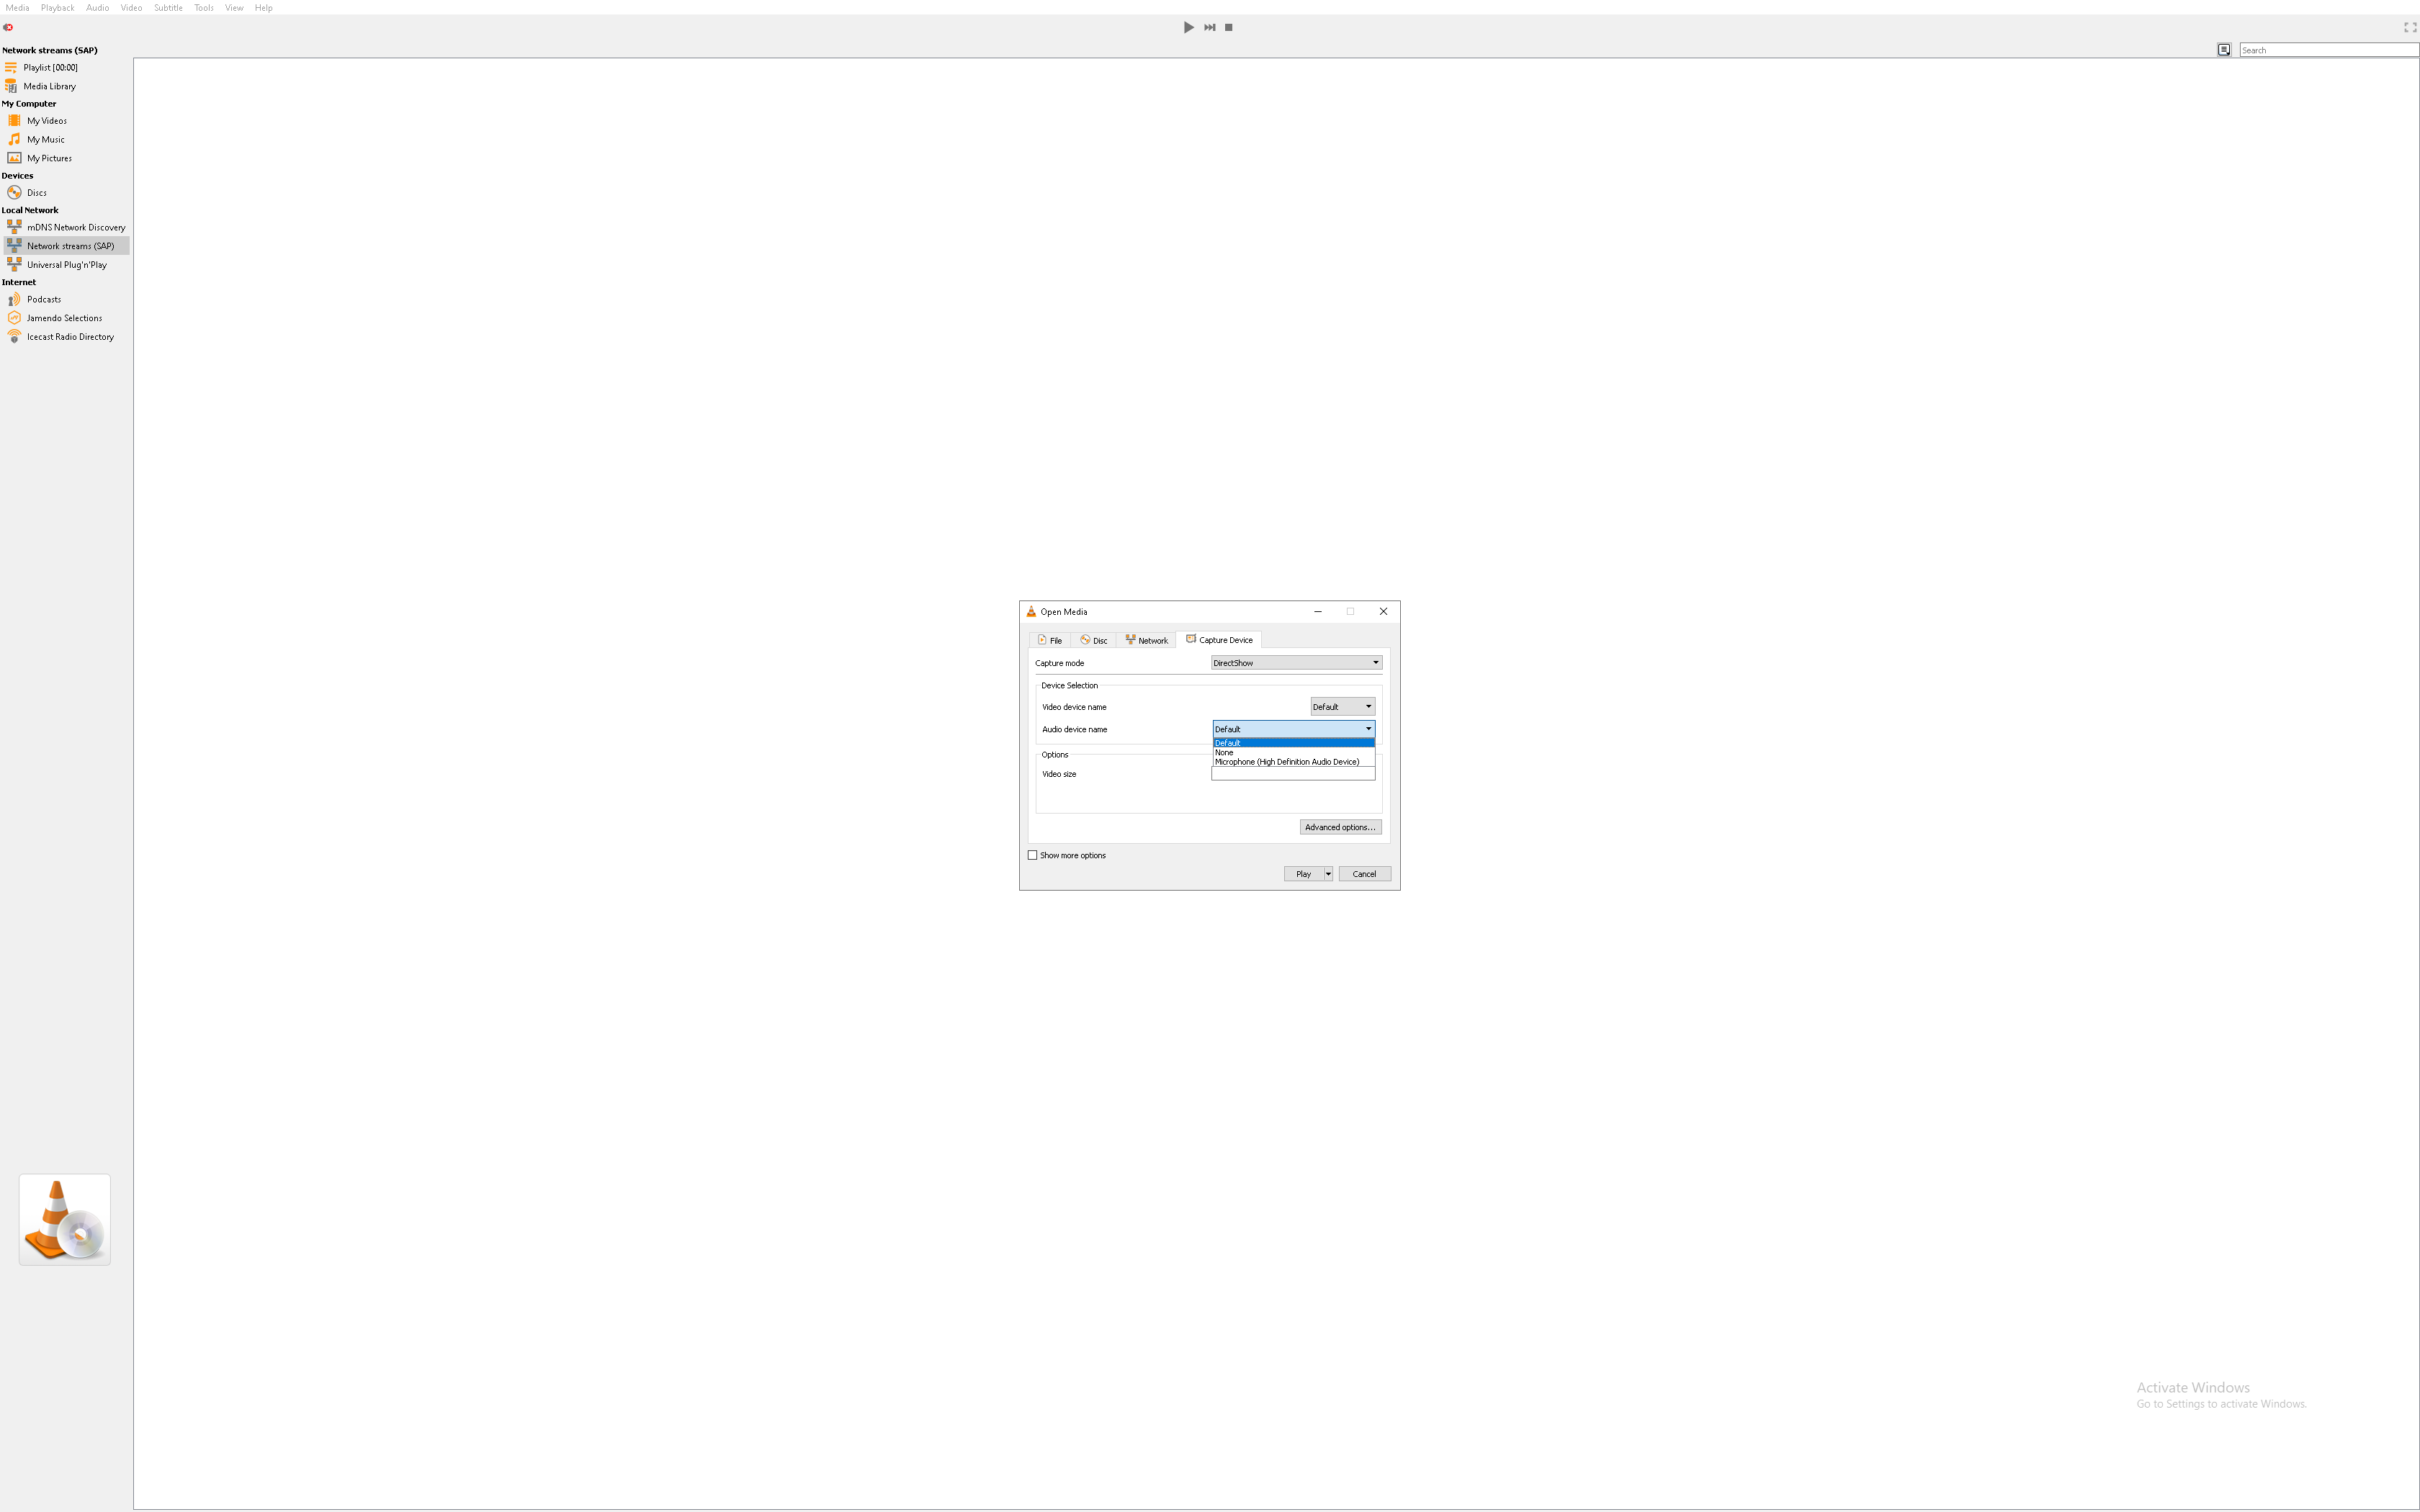 Media Playback Audio Video Subtitle Tools View Help
Network streams (SAP)
Search
Playlist [00:00]
Media Library
My Computer
My Videos
My Music
My Pictures
Devices
Discs
Local Network
mDNS Network Discovery
Network streams (SAP)
Universal Plug'n'Play
Internet
Podcasts
Jamendo Selections
Icecast Radio Directory
Open Media
File Disc Network Capture Device
Capture mode DirectShow
Device Selection
Video device name Default
Audio device name Default
Default
None
Microphone (High Definition Audio Device)
Options
Video size
Advanced options...
Show more options
Play Cancel
Activate Windows
Go to Settings to activate Windows.